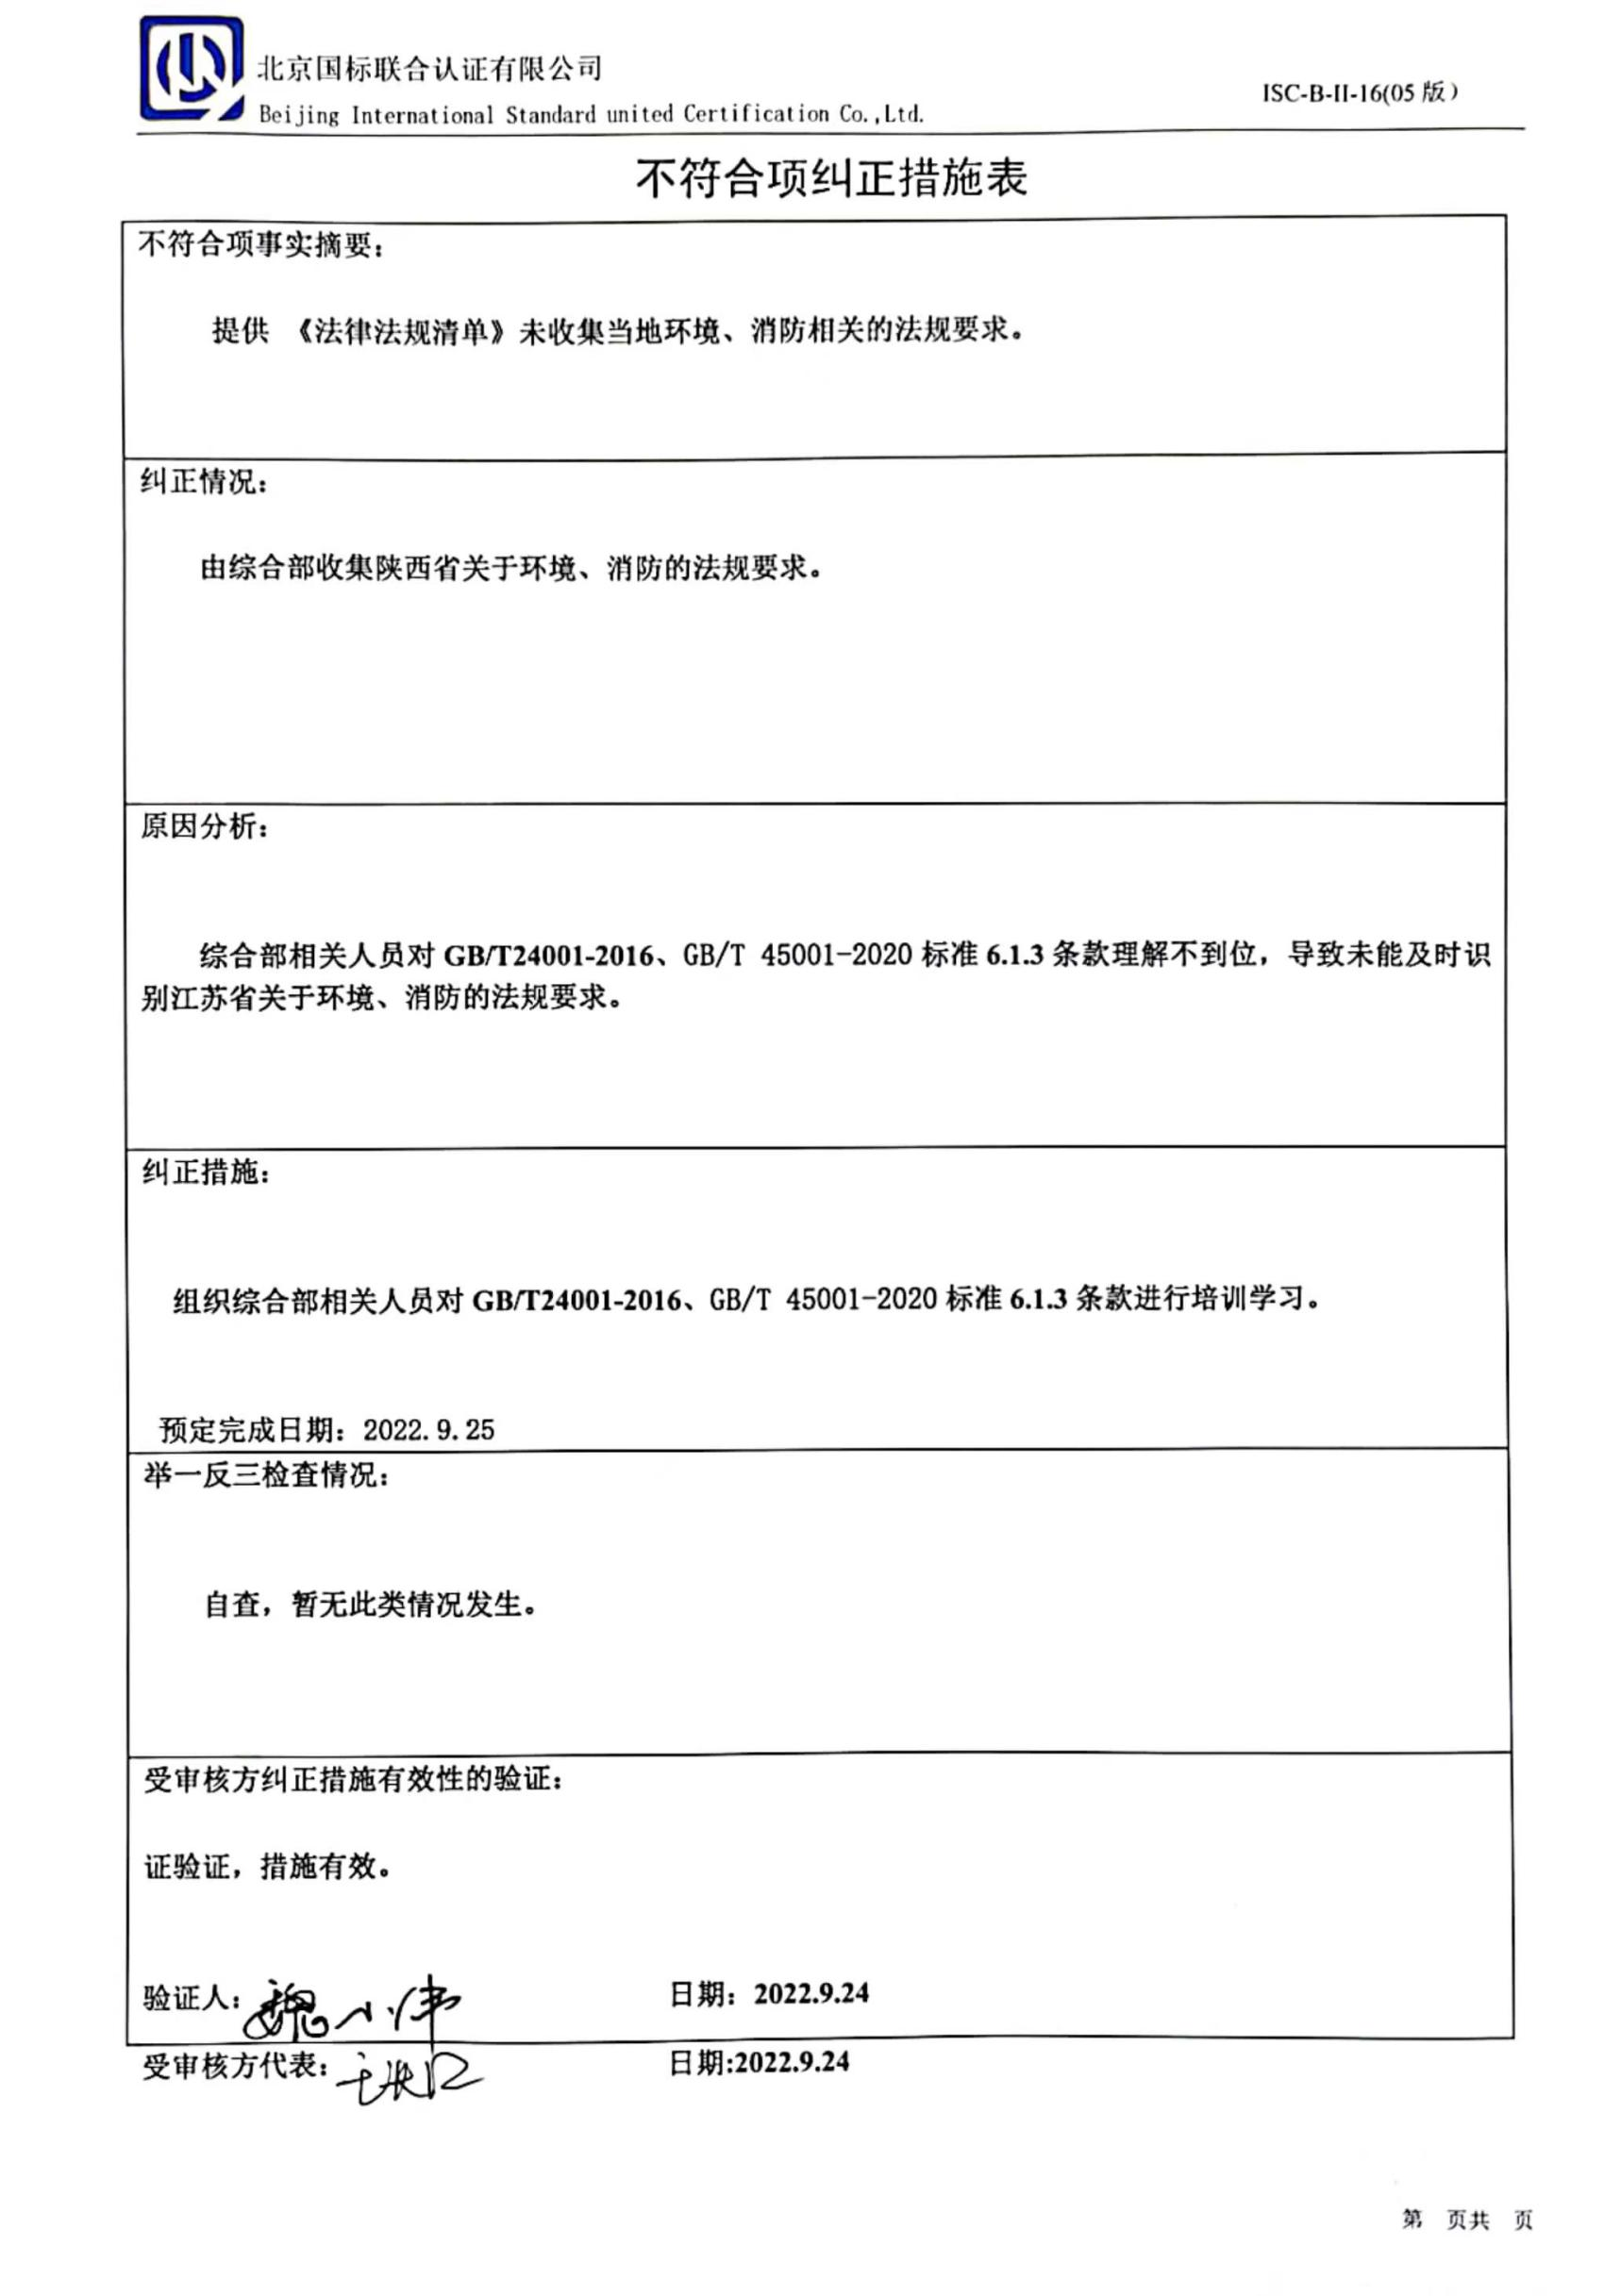 北京国标联合认证有限公司
Beijing International Standard united Certification Co.,Ltd.
ISC-B-II-16(05 版)
不符合项纠正措施表
不符合项事实摘要:
提供 《法律法规清单》未收集当地环境、消防相关的法规要求。
纠正情况:
由综合部收集陕西省关于环境、消防的法规要求。
原因分析:
综合部相关人员对 GB/T24001-2016、GB/T 45001-2020 标准 6.1.3 条款理解不到位，导致未能及时识
别江苏省关于环境、消防的法规要求。
纠正措施:
组织综合部相关人员对 GB/T24001-2016、GB/T 45001-2020 标准 6.1.3 条款进行培训学习。
预定完成日期：2022.9.25
举一反三检查情况:
自查，暂无此类情况发生。
受审核方纠正措施有效性的验证:
证验证，措施有效。
验证人: 魏小伟 日期：2022.9.24
受审核方代表: 日期:2022.9.24
第 页共 页